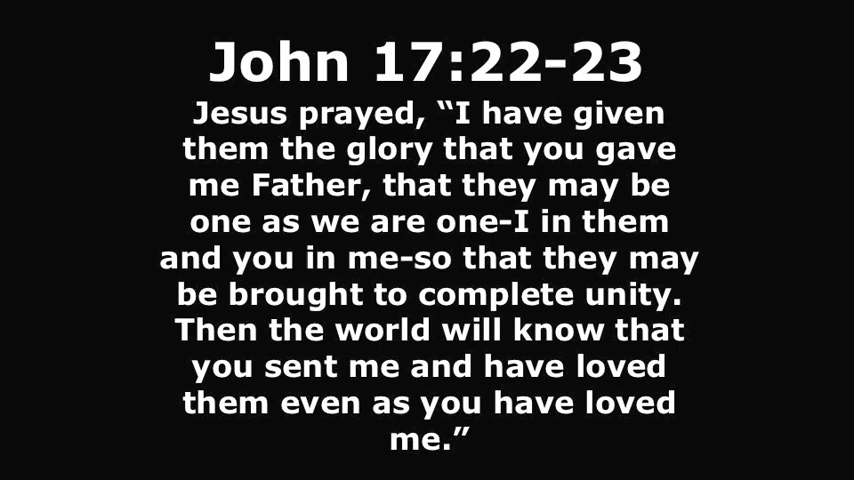 John 17:22-23
Jesus prayed, “I have given
them the glory that you gave
me Father, that they may be
one as we are one-I in them
and you in me-so that they may
be brought to complete unity.
Then the world will know that
you sent me and have loved
them even as you have loved
me.”